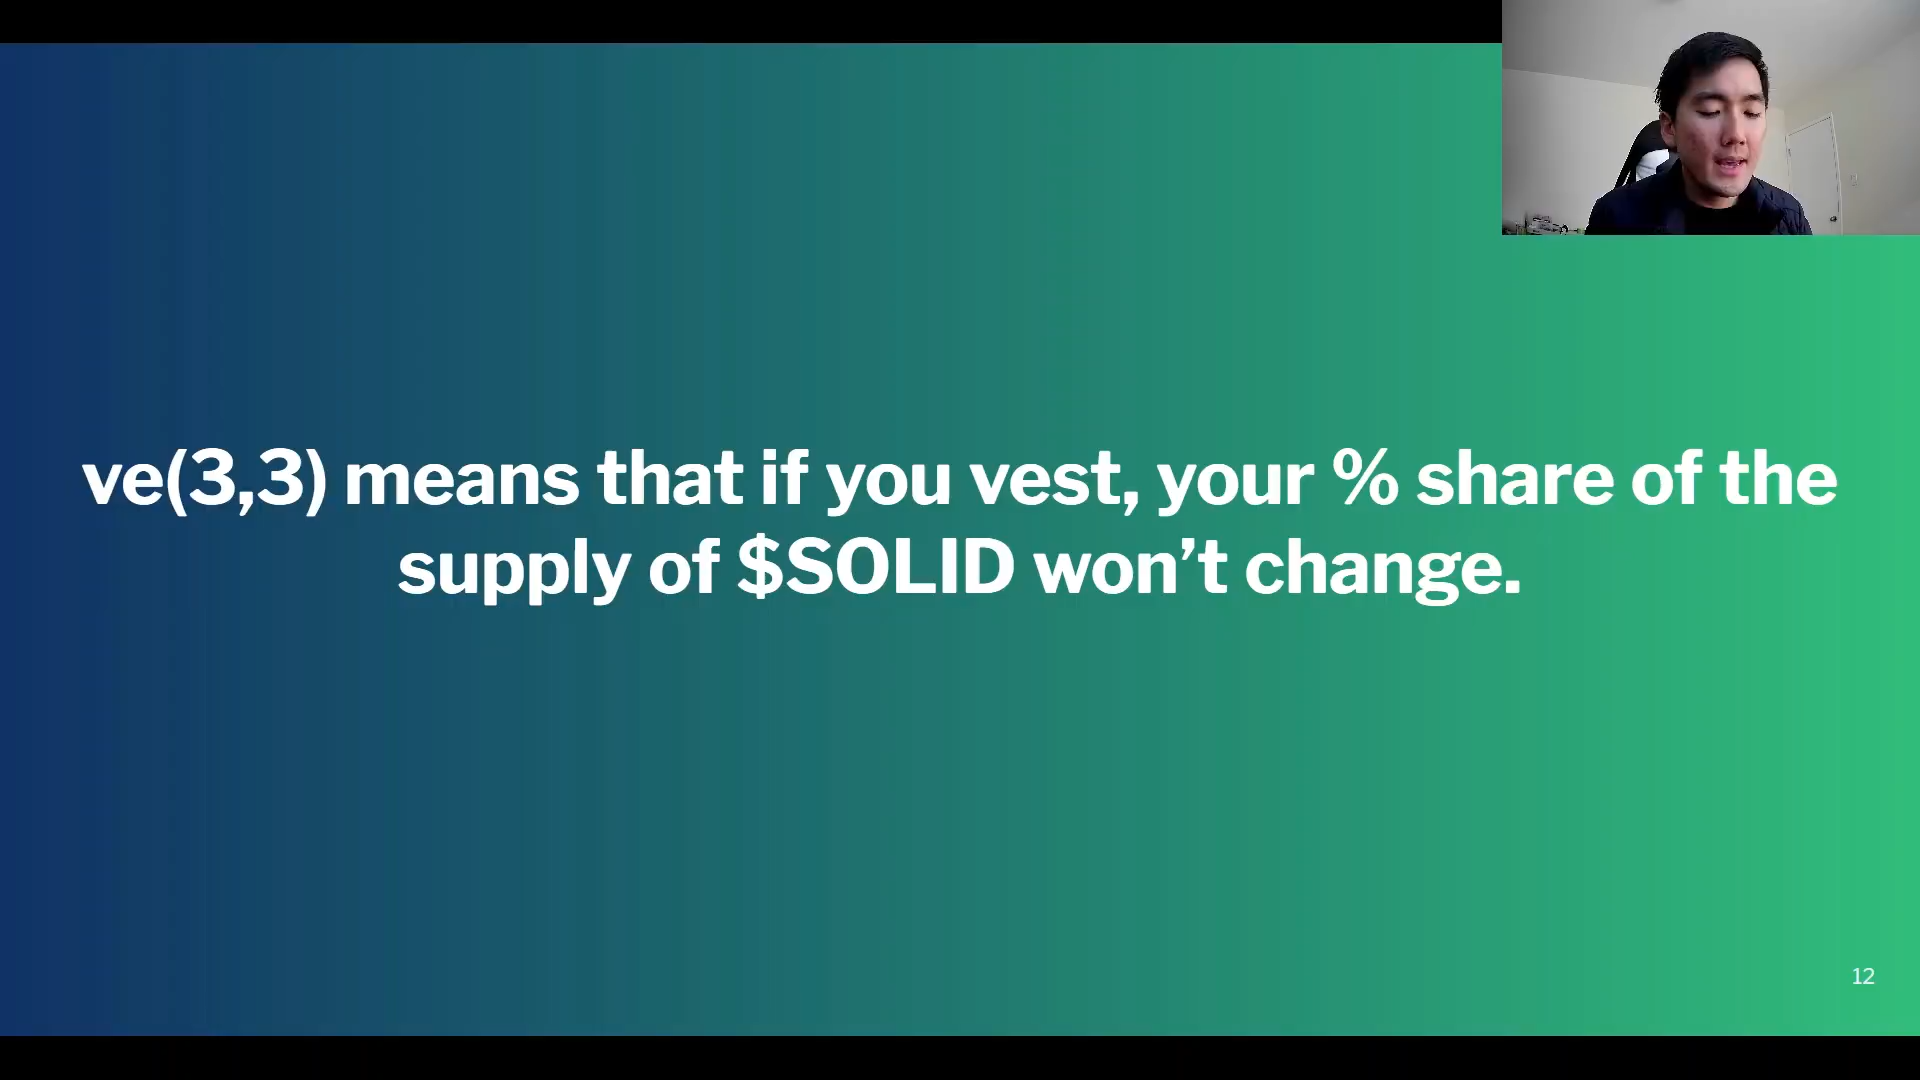 ve(3,3) means that if you vest, your % share of the
supply of $SOLID won’t change.
12